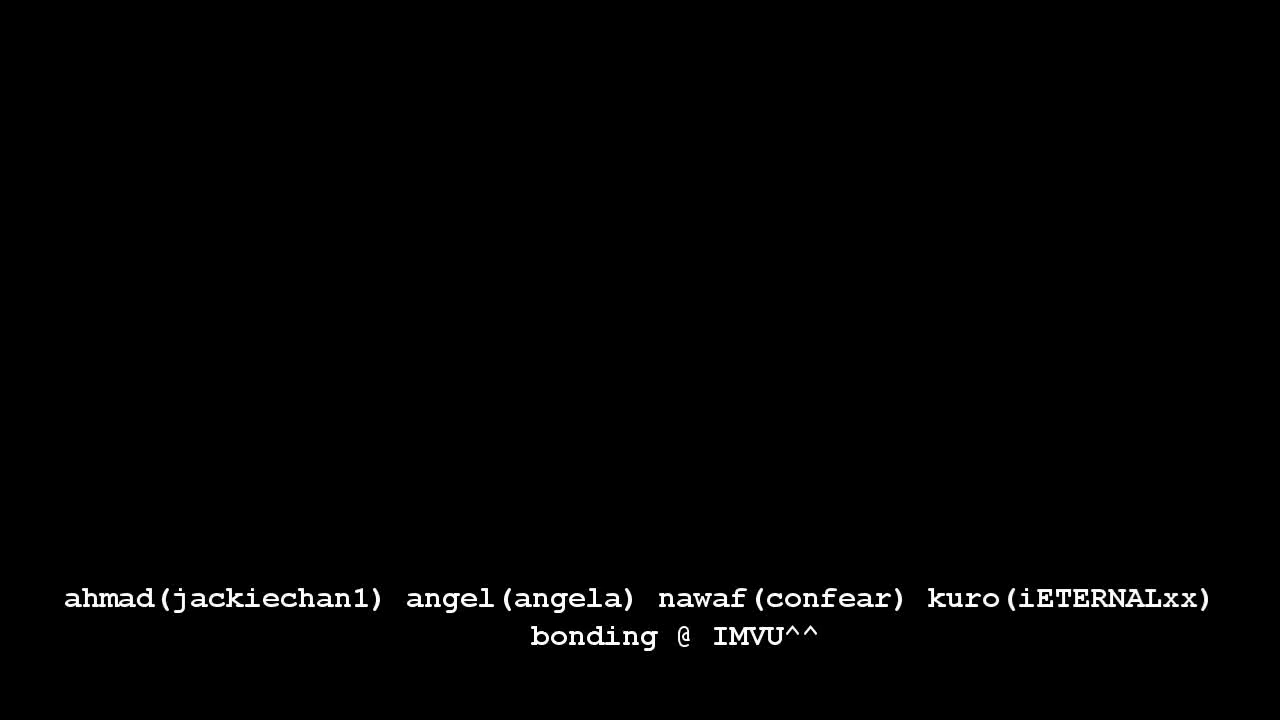 ahmad(jackiechan1) angel(angela) nawaf(confear) kuro(iETERNALxx)
bonding @ IMVU^^